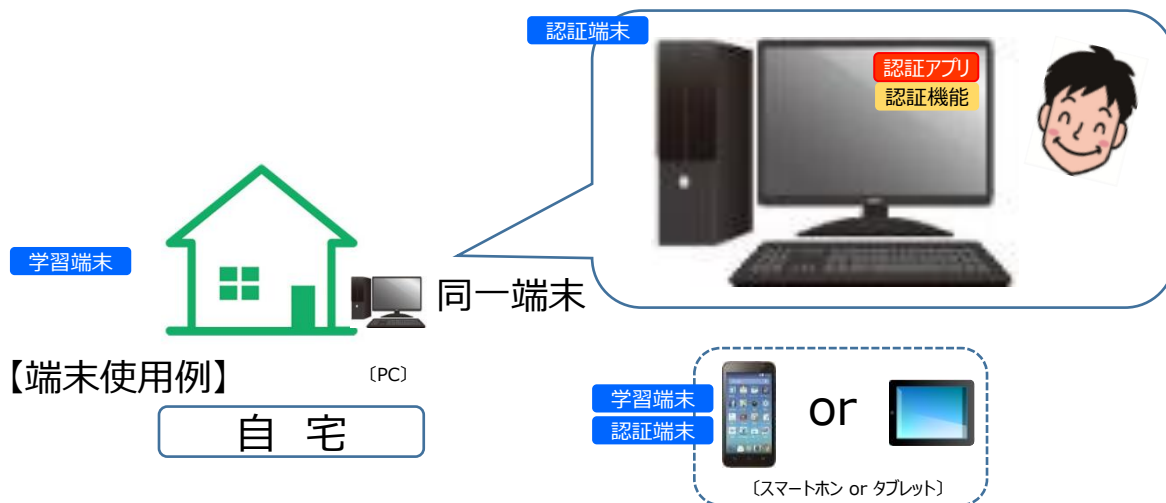 認証端末
認証アプリ
認証機能
学習端末
同一端末
【端末使用例】
〔PC〕
自 宅
学習端末
認証端末
or
〔スマートホン or タブレット〕